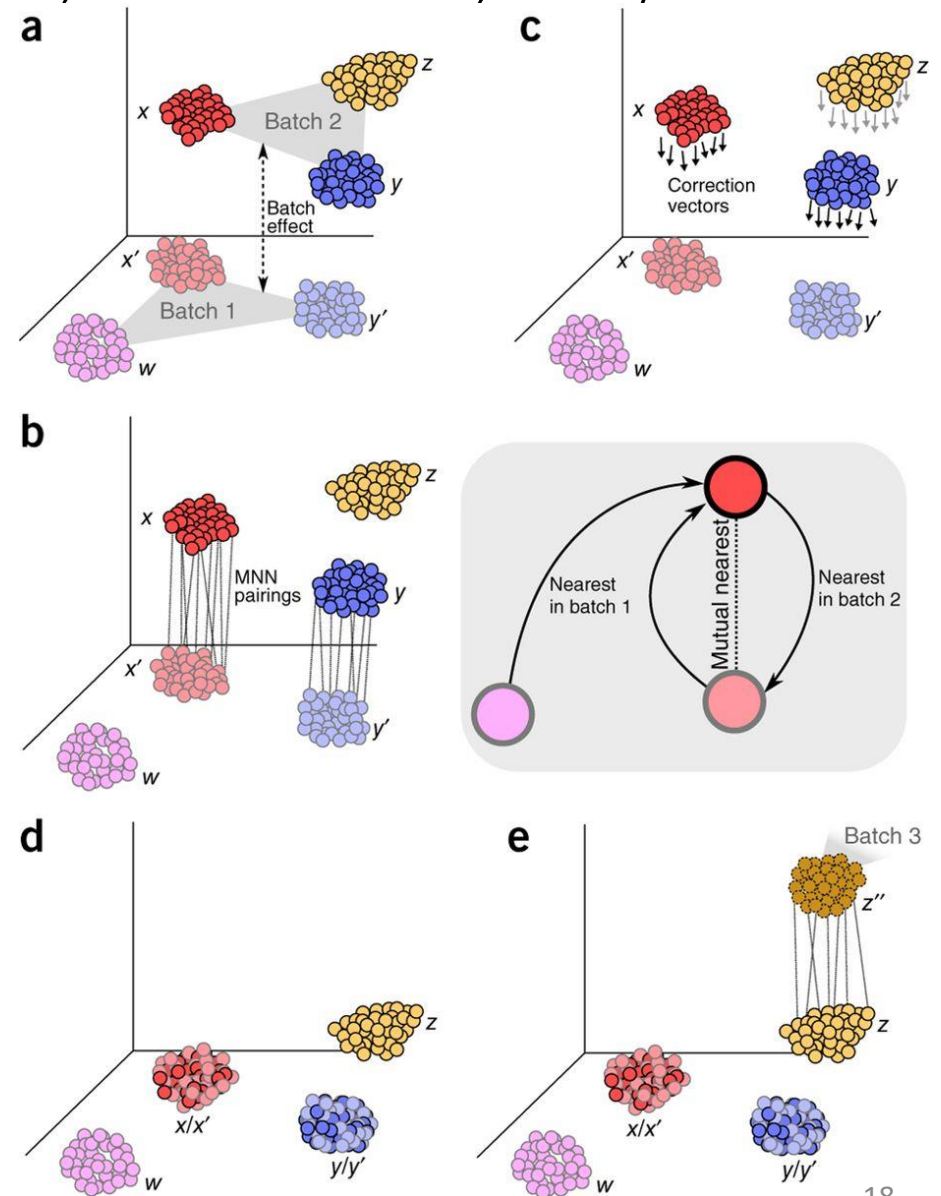 a
x
z
Batch 2
y
Batch
effect
x′
Batch 1
y′
w
c
z
x
Correction
vectors
y
x′
y′
w
b
z
x
MNN
pairings
y
x′
y′
w
Nearest
in batch 1
Mutual nearest
Nearest
in batch 2
d
z
x/x′
y/y′
w
e
Batch 3
z′′
z
x/x′
y/y′
w